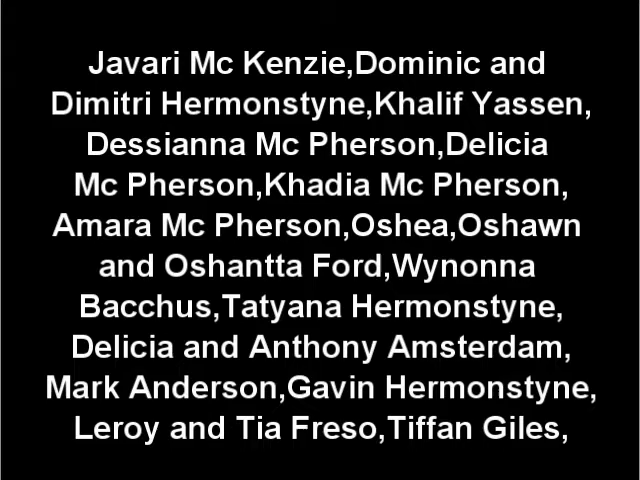 Javari Mc Kenzie,Dominic and
Dimitri Hermonstyne,Khalif Yassen,
Dessianna Mc Pherson,Delicia
Mc Pherson,Khadia Mc Pherson,
Amara Mc Pherson,Oshea,Oshawn
and Oshantta Ford,Wynonna
Bacchus,Tatyana Hermonstyne,
Delicia and Anthony Amsterdam,
Mark Anderson,Gavin Hermonstyne,
Leroy and Tia Freso,Tiffan Giles,